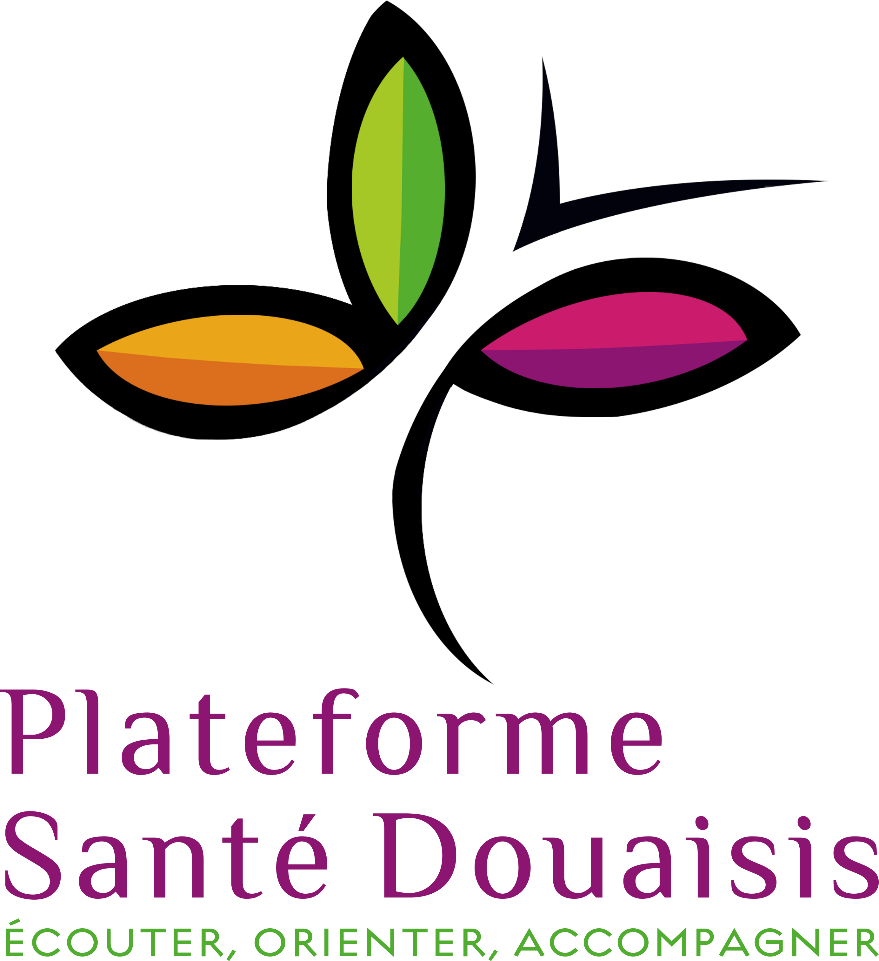 Plateforme
Santé Douaisis
ÉCOUTER, ORIENTER, ACCOMPAGNER